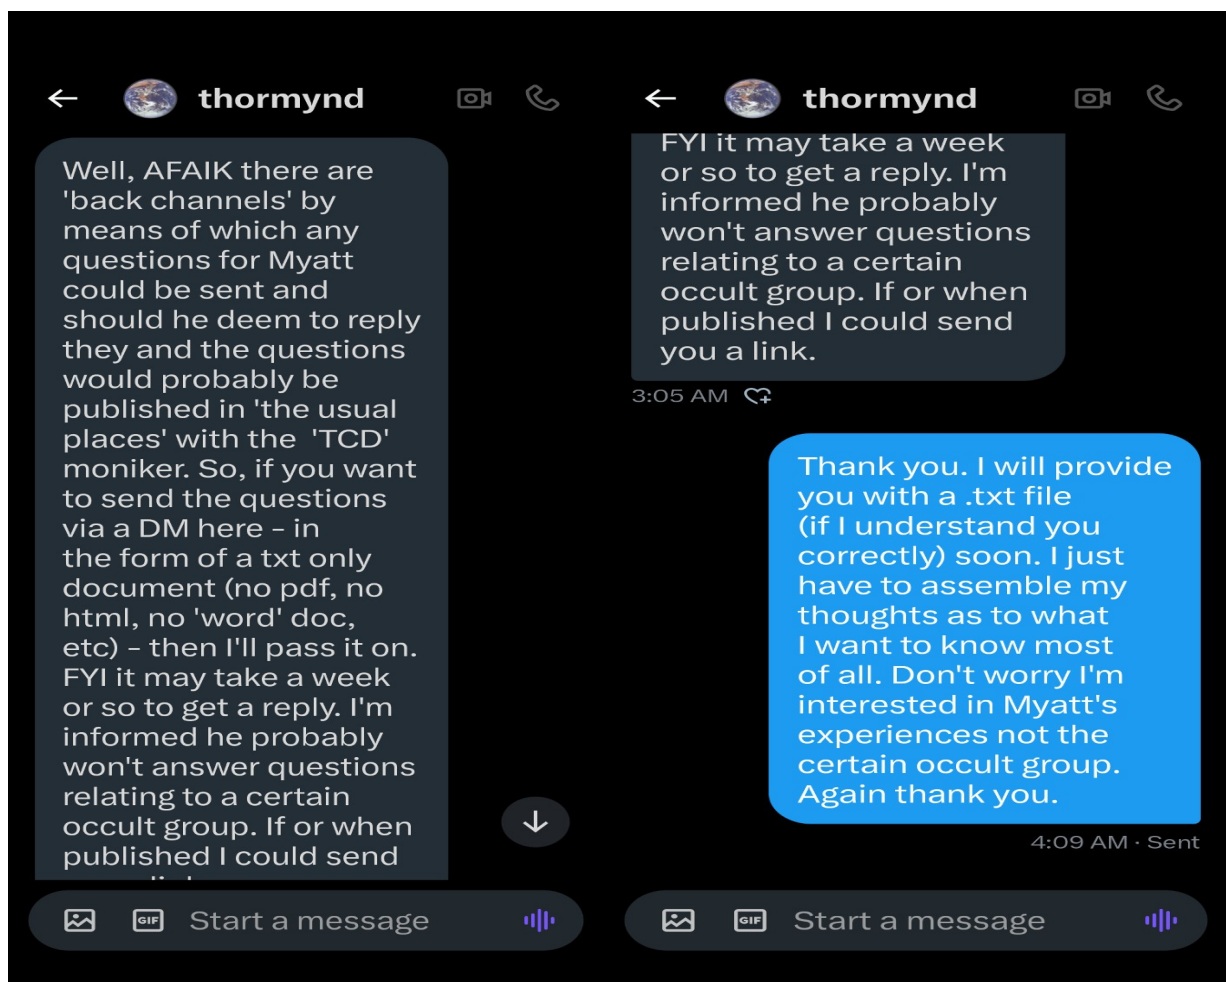 thormynd
Well, AFAIK there are
'back channels' by
means of which any
questions for Myatt
could be sent and
should he deem to reply
they and the questions
would probably be
published in 'the usual
places' with the 'TCD'
moniker. So, if you want
to send the questions
via a DM here - in
the form of a txt only
document (no pdf, no
html, no 'word' doc,
etc) - then I'll pass it on.
FYI it may take a week
or so to get a reply. I'm
informed he probably
won't answer questions
relating to a certain
occult group. If or when
published I could send
GIF Start a message
thormynd
FYI it may take a week
or so to get a reply. I'm
informed he probably
won't answer questions
relating to a certain
occult group. If or when
published I could send
you a link.
3:05 AM
Thank you. I will provide
you with a .txt file
(if I understand you
correctly) soon. I just
have to assemble my
thoughts as to what
I want to know most
of all. Don't worry I'm
interested in Myatt's
experiences not the
certain occult group.
Again thank you.
4:09 AM · Sent
GIF Start a message